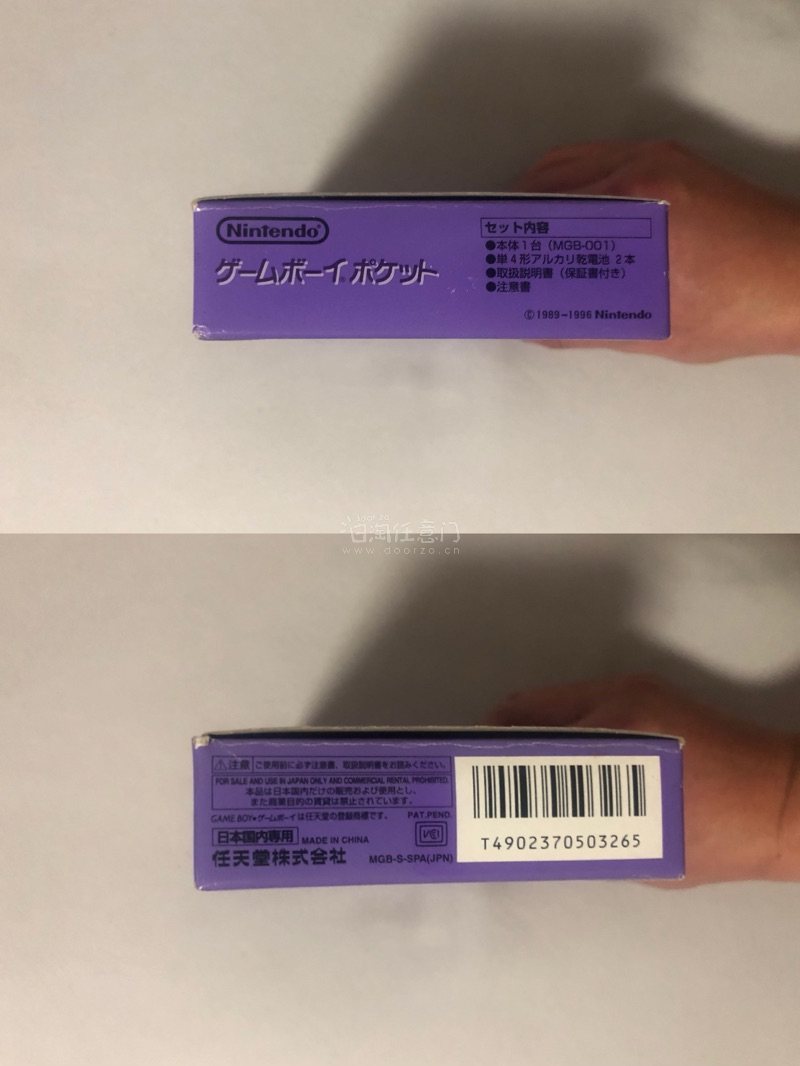 Nintendo®
ゲームボーイ®ポケット
セット内容
●本体1台（MGB-001）
●単4形アルカリ乾電池 2本
●取扱説明書（保証書付き）
●注意書
©1989-1996 Nintendo
doorzo
日淘任意门
www.doorzo.cn
⚠注意 ご使用前に必ず注意書、取扱説明書をお読みください。
FOR SALE AND USE IN JAPAN ONLY AND COMMERCIAL RENTAL PROHIBITED.
本品は日本国内だけの販売および使用とし、
また商業目的の賃貸は禁止されています。
GAME BOY・ゲームボーイは任天堂の登録商標です。 PAT.PEND.
日本国内専用 MADE IN CHINA
VCI
任天堂株式会社 MGB-S-SPA(JPN)
T4902370503265